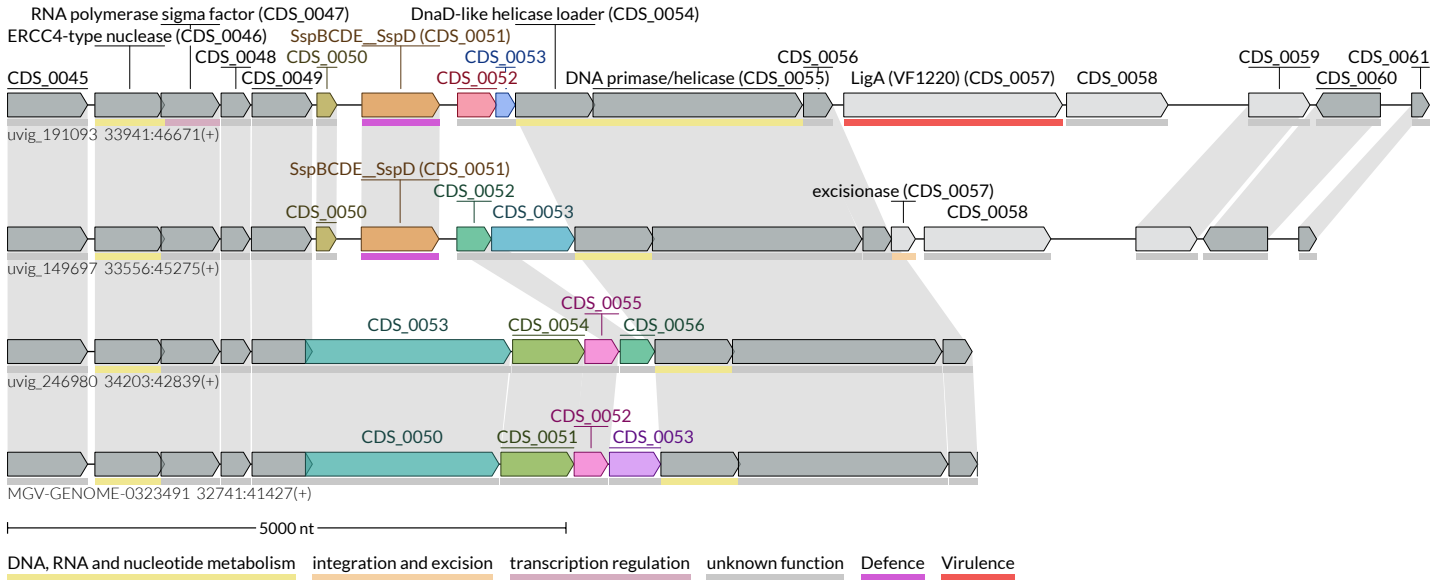 RNA polymerase sigma factor (CDS_0047)
DnaD-like helicase loader (CDS_0054)
ERCC4-type nuclease (CDS_0046)
SspBCDE__SspD (CDS_0051)
CDS_0048
CDS_0050
CDS_0053
CDS_0056
CDS_0059
CDS_0061
CDS_0045
CDS_0049
CDS_0052
DNA primase/helicase (CDS_0055)
LigA (VF1220) (CDS_0057)
CDS_0058
CDS_0060
uvig_191093 33941:46671(+)
SspBCDE__SspD (CDS_0051)
CDS_0052
excisionase (CDS_0057)
CDS_0050
CDS_0053
CDS_0058
uvig_149697 33556:45275(+)
CDS_0055
CDS_0053
CDS_0054
CDS_0056
uvig_246980 34203:42839(+)
CDS_0052
CDS_0050
CDS_0051
CDS_0053
MGV-GENOME-0323491 32741:41427(+)
5000 nt
DNA, RNA and nucleotide metabolism
integration and excision
transcription regulation
unknown function
Defence
Virulence